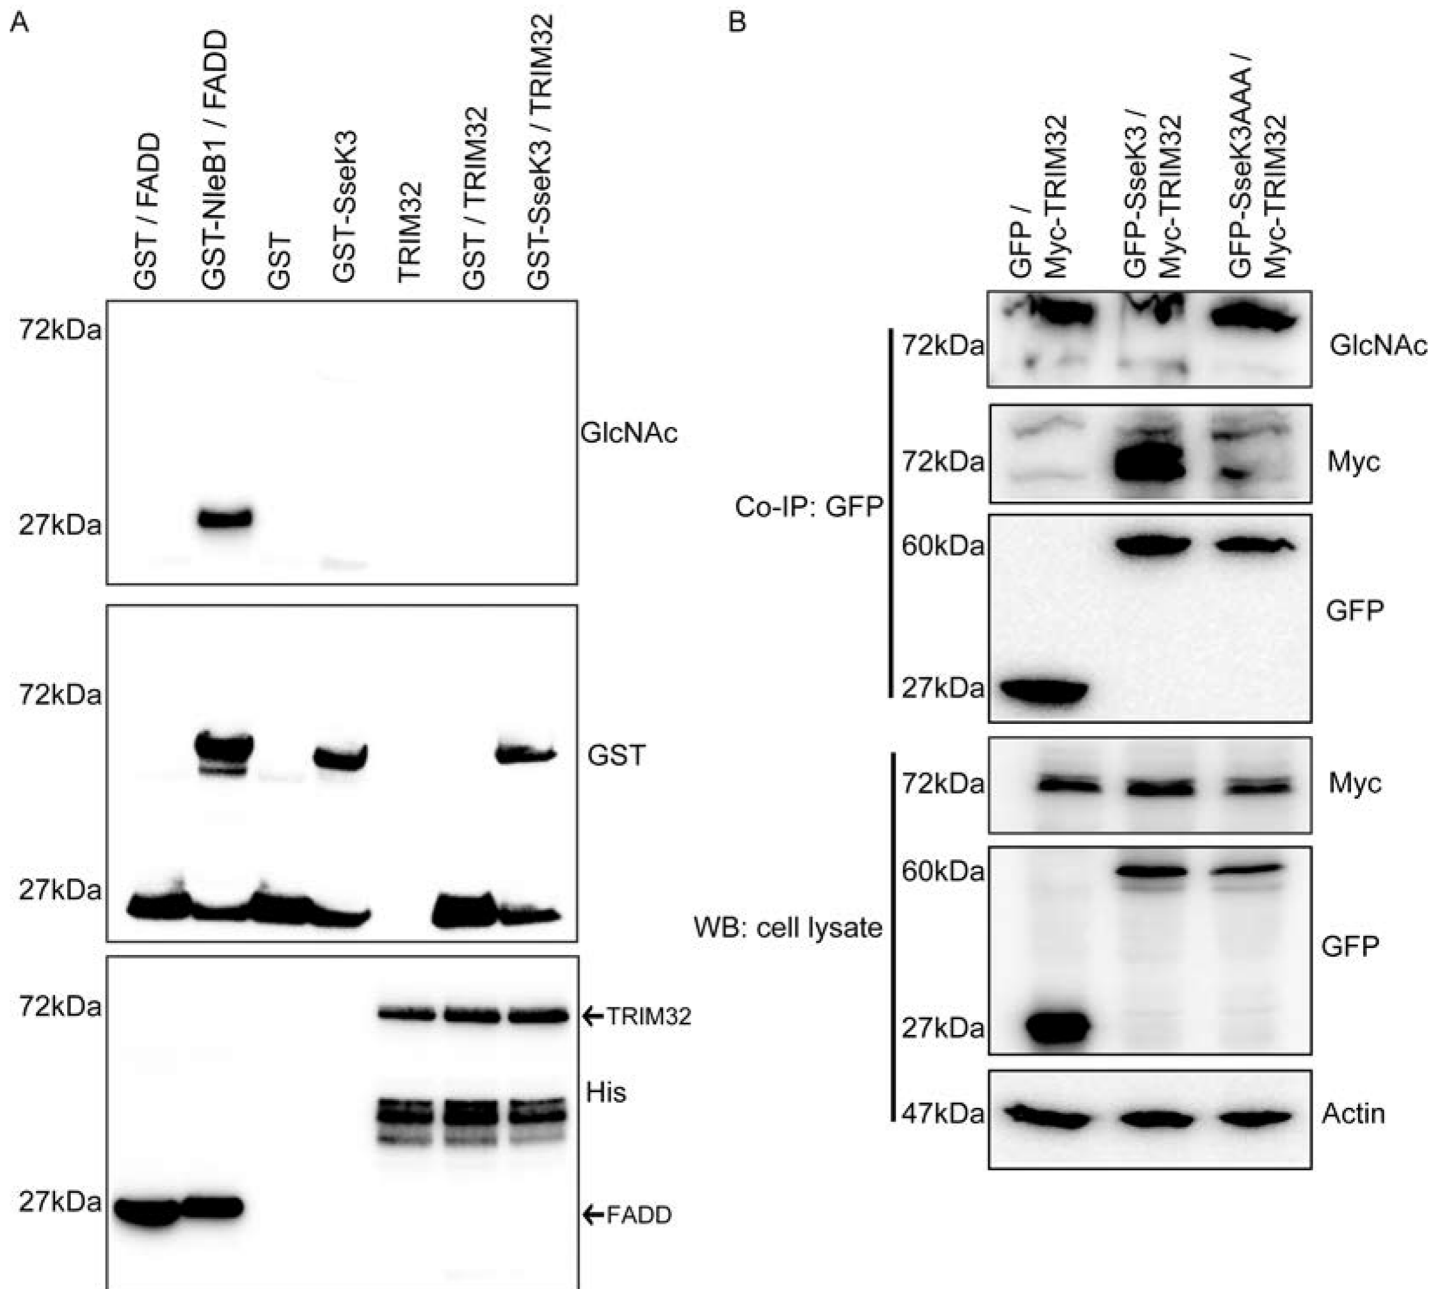 A
GST / FADD
GST-NleB1 / FADD
GST
GST-SseK3
TRIM32
GST / TRIM32
GST-SseK3 / TRIM32
72kDa
GlcNAc
27kDa
72kDa
GST
27kDa
72kDa
←TRIM32
His
27kDa
←FADD
B
GFP /
Myc-TRIM32
GFP-SseK3 /
Myc-TRIM32
GFP-SseK3AAA /
Myc-TRIM32
72kDa
GlcNAc
72kDa
Myc
Co-IP: GFP
60kDa
GFP
27kDa
72kDa
Myc
60kDa
WB: cell lysate
GFP
27kDa
47kDa
Actin